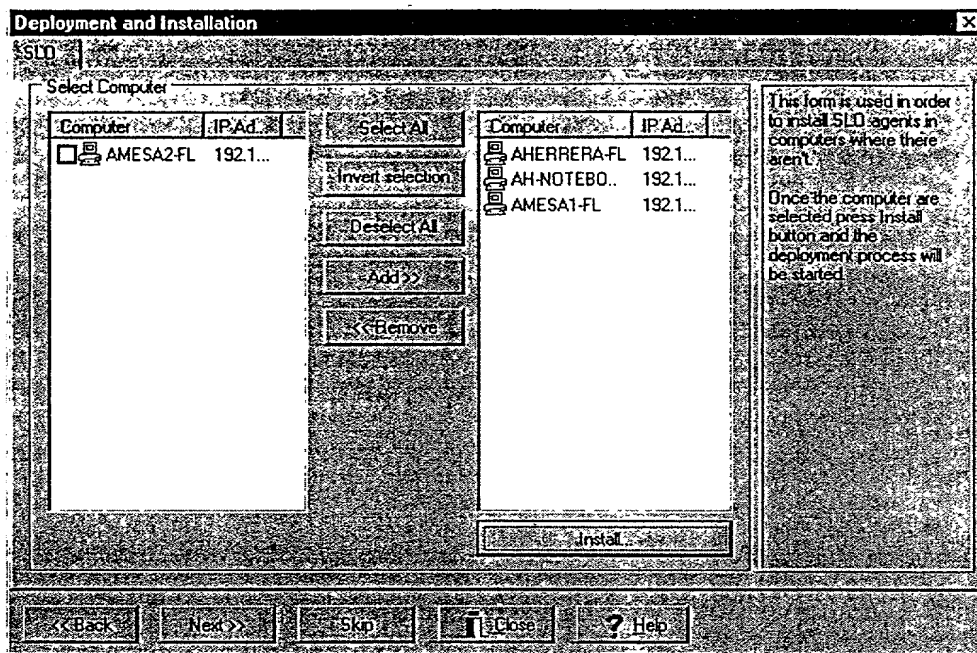 Deployment and Installation
SLD
Select Computer
Computer IP Ad...
AMESA2-FL 192.1...
Select All
Invert selection
Deselect All
Add >>
<< Remove
Computer IP Ad...
AHERRERA-FL 192.1...
AH-NOTEBO.. 192.1...
AMESA1-FL 192.1...
Install...
This form is used in order
to install SLD agents in
computers where there
aren't.
Once the computer are
selected press Install
button and the
deployment process will
be started.
<< Back
Next >>
Skip
Close
? Help